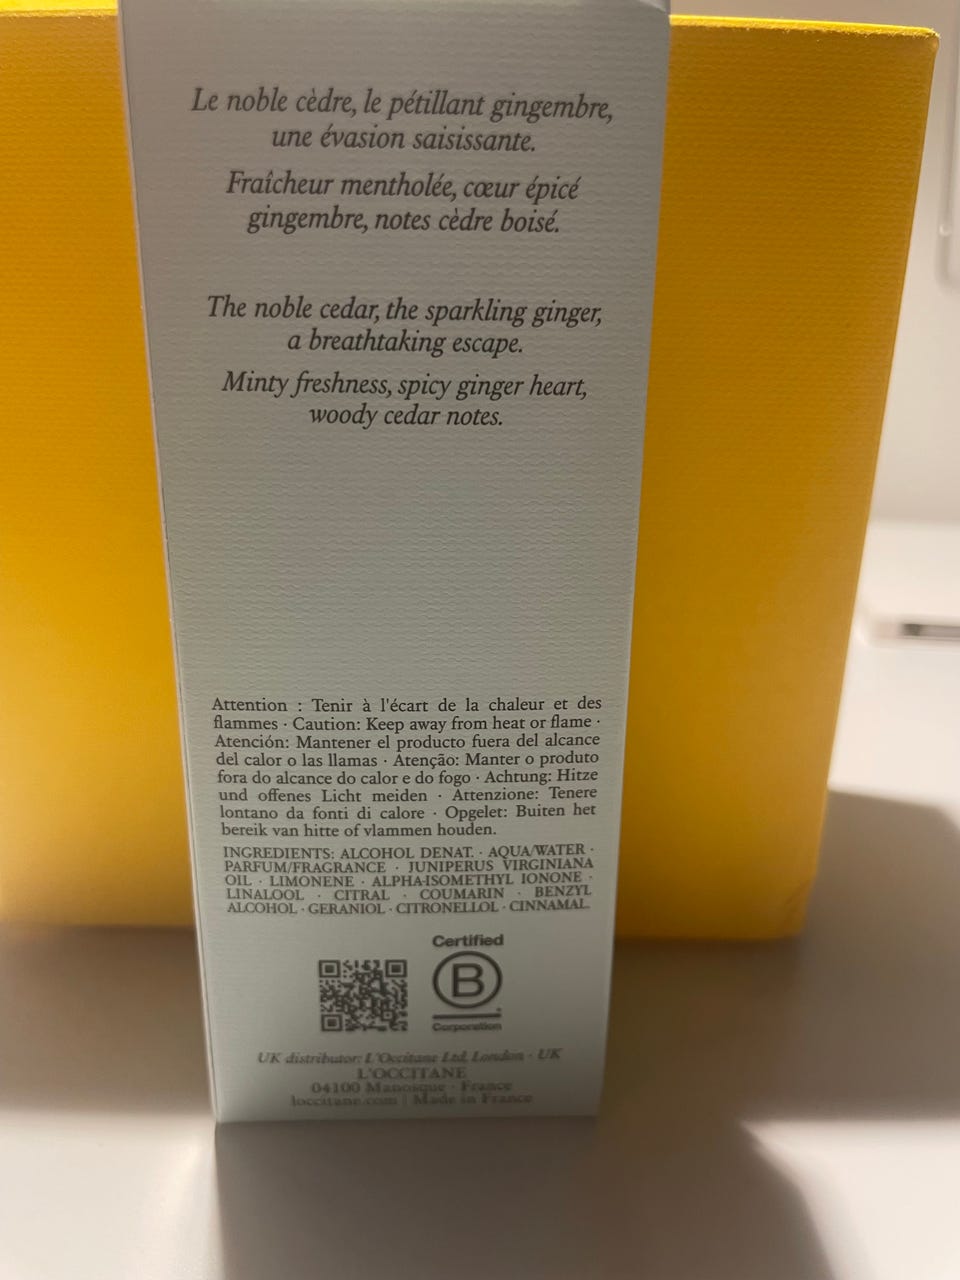 Le noble cèdre, le pétillant gingembre,
une évasion saisissante.
Fraîcheur mentholée, cœur épicé
gingembre, notes cèdre boisé.
The noble cedar, the sparkling ginger,
a breathtaking escape.
Minty freshness, spicy ginger heart,
woody cedar notes.
Attention : Tenir à l'écart de la chaleur et des
flammes · Caution: Keep away from heat or flame ·
Atención: Mantener el producto fuera del alcance
del calor o las llamas · Atenção: Manter o produto
fora do alcance do calor e do fogo · Achtung: Hitze
und offenes Licht meiden · Attenzione: Tenere
lontano da fonti di calore · Opgelet: Buiten het
bereik van hitte of vlammen houden.
INGREDIENTS: ALCOHOL DENAT. · AQUA/WATER ·
PARFUM/FRAGRANCE · JUNIPERUS VIRGINIANA
OIL · LIMONENE · ALPHA-ISOMETHYL IONONE ·
LINALOOL · CITRAL · COUMARIN · BENZYL
ALCOHOL · GERANIOL · CITRONELLOL · CINNAMAL.
Certified
B
Corporation
UK distributor: L'Occitane Ltd, London · UK
L'OCCITANE
04100 Manosque · France
loccitane.com | Made in France